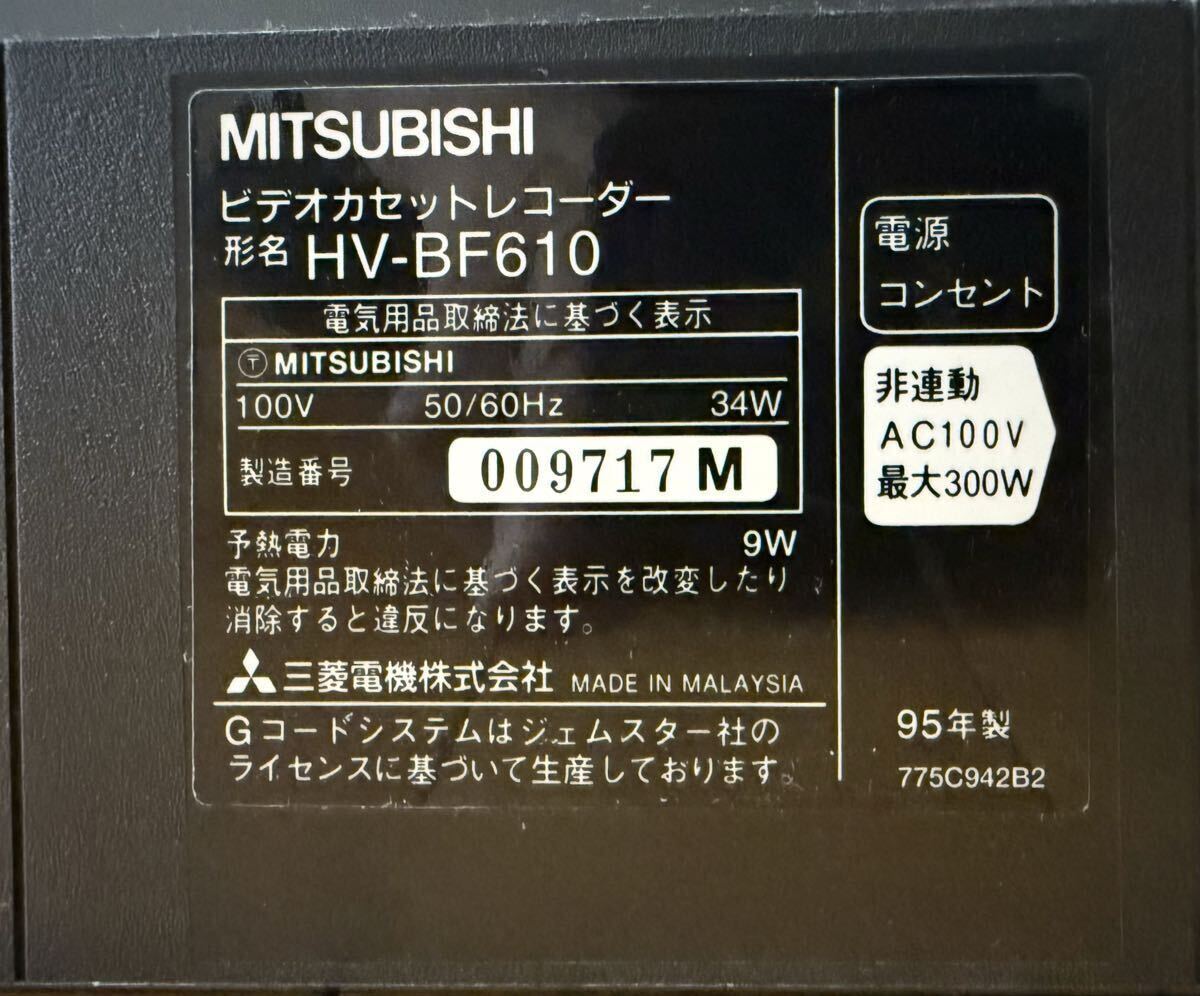 MITSUBISHI
ビデオカセットレコーダー
形名 HV-BF610
電気用品取締法に基づく表示
〒 MITSUBISHI
100V 50/60Hz 34W
製造番号 009717 M
予熱電力 9W
電気用品取締法に基づく表示を改変したり
消除すると違反になります。
三菱電機株式会社 MADE IN MALAYSIA
Gコードシステムはジェムスター社の
ライセンスに基づいて生産しております。
電源
コンセント
非連動
AC100V
最大300W
95年製
775C942B2